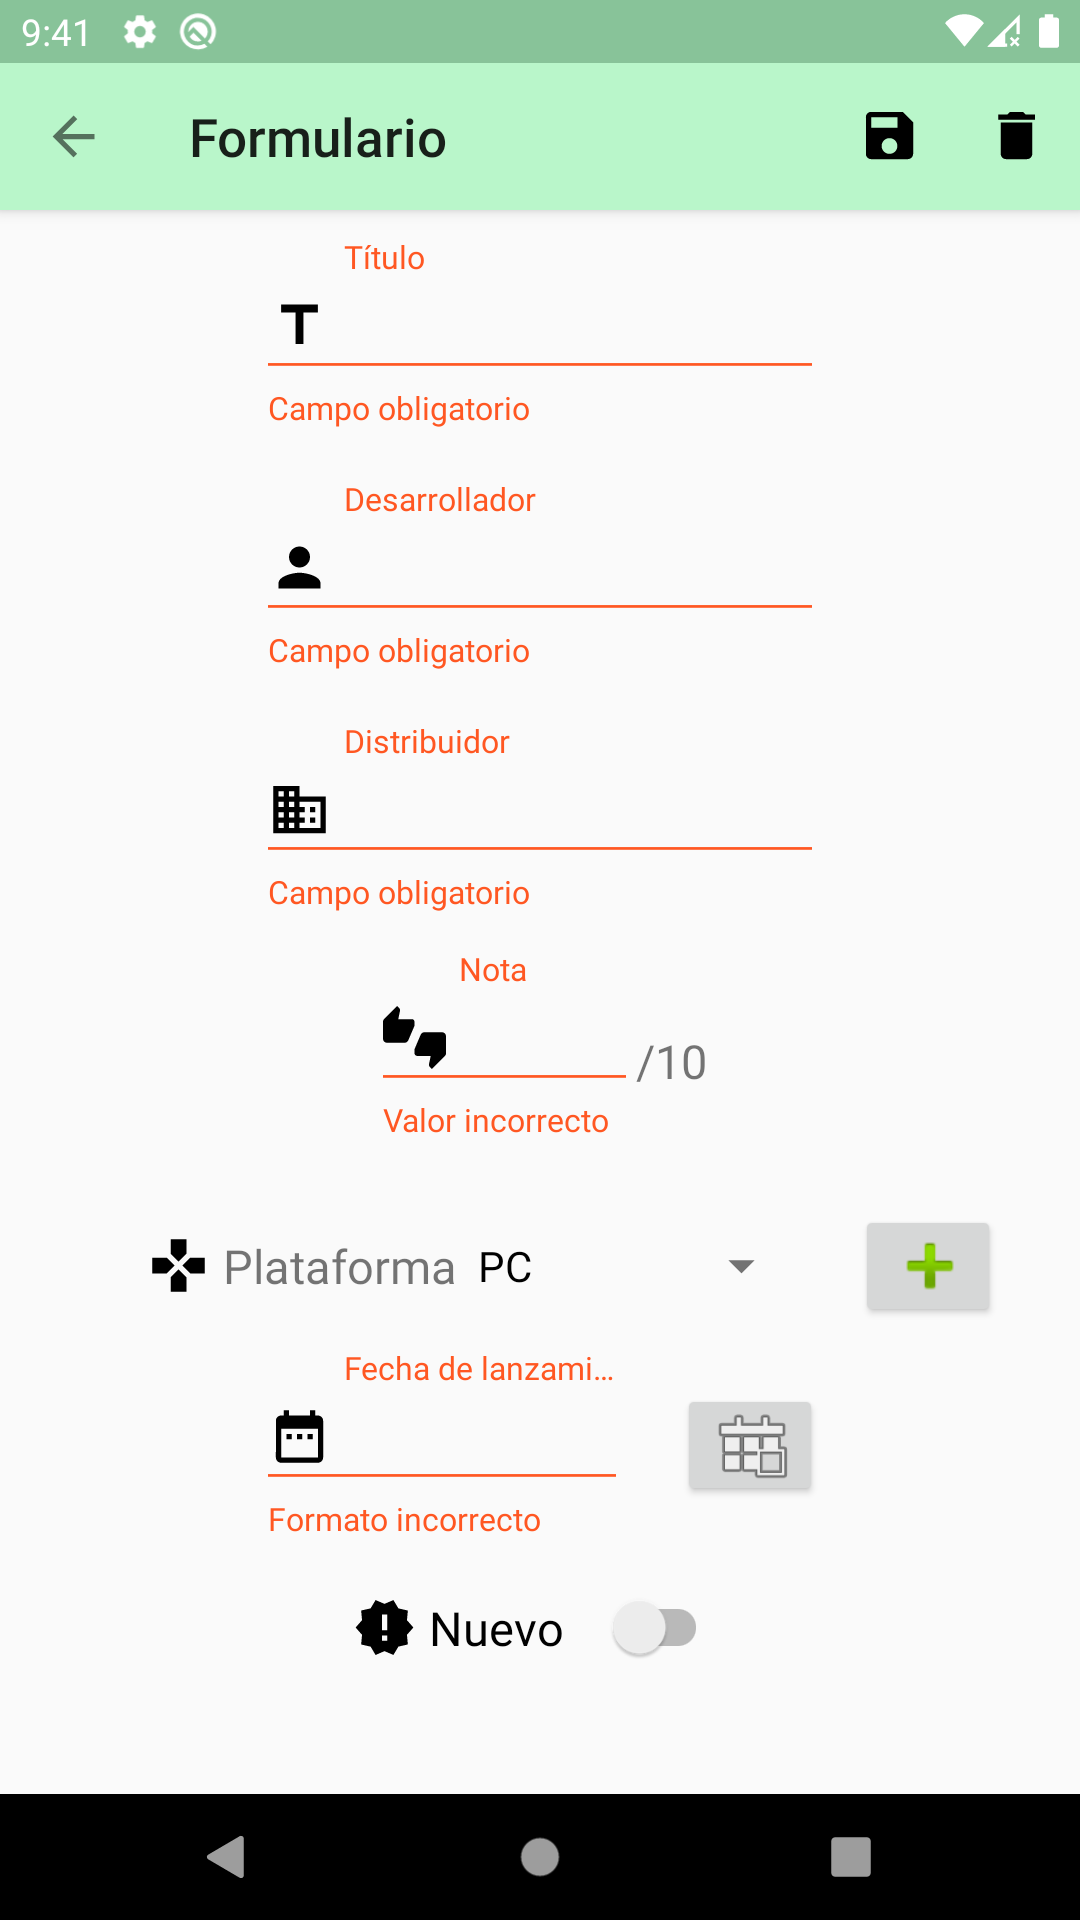 9:41
Formulario
Título
Campo obligatorio
Desarrollador
Campo obligatorio
Distribuidor
Campo obligatorio
Nota
/10
Valor incorrecto
Plataforma PC
Fecha de lanzami...
Formato incorrecto
Nuevo